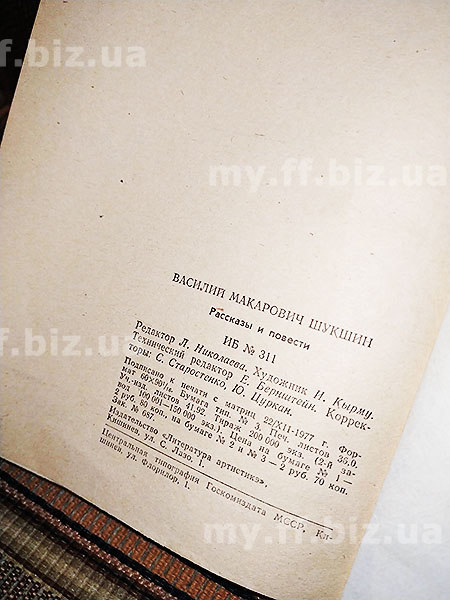 my.ff.biz.ua
my.ff.biz.ua
ВАСИЛИЙ МАКАРОВИЧ ШУКШИН
Рассказы и повести
ИБ № 311
Редактор Л. Николаева. Художник И. Кырму.
Технический редактор Е. Бернштейн. Коррек-
торы: С. Старостенко, Ю. Цуркан.
Подписано к печати с матриц 22/XII-1977 г. Фор-
мат 60×90¹/₁₆. Бумага тип. № 3. Печ. листов 36,0.
Уч.-изд. листов 41,92. Тираж 200 000 экз. (2-й за-
вод 100 001—150 000 экз.). Цена на бумаге № 1—
2 руб. 80 коп. на бумаге № 2 и № 3 — 2 руб. 70 коп.
Зак. № 687
Издательство «Литература артистикэ»,
Кишинев, ул. С. Лазо, 1.
Центральная типография Госкомиздата МССР, Ки-
шинев, ул. Флорилор, 1.
ff.biz.ua
my.ff.biz.ua